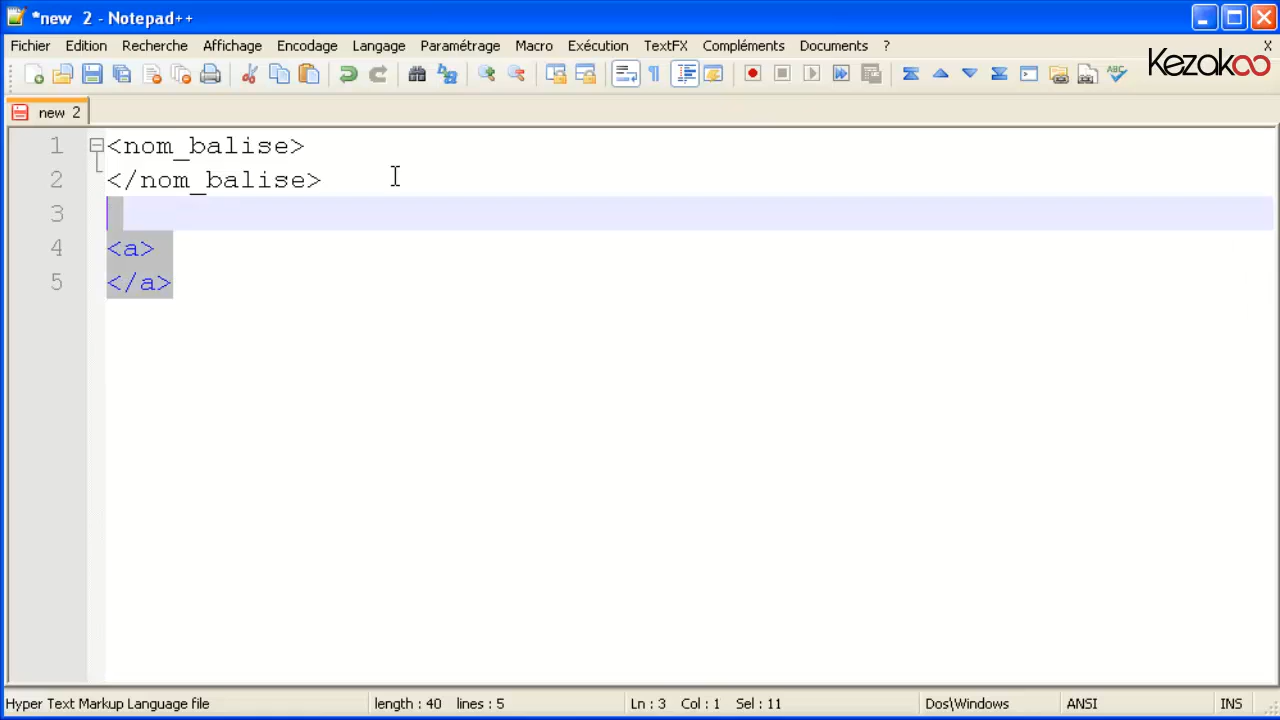 *new 2 - Notepad++
Fichier Edition Recherche Affichage Encodage Langage Paramétrage Macro Exécution TextFX Compléments Documents ? X
Kezakoo
new 2
1 <nom_balise>
2 </nom_balise>
3
4 <a>
5 </a>
Hyper Text Markup Language file length : 40 lines : 5 Ln : 3 Col : 1 Sel : 11 Dos\Windows ANSI INS